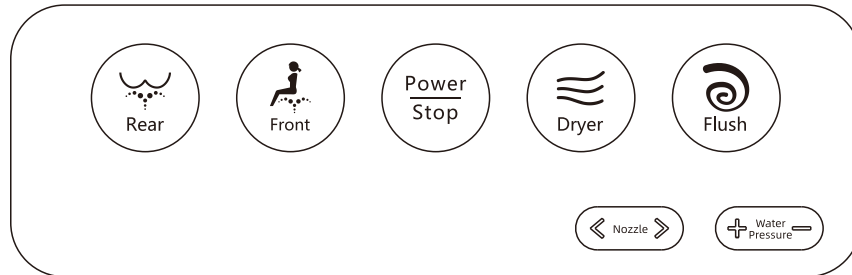 Rear
Front
Power
Stop
Dryer
Flush
Nozzle
Water
Pressure